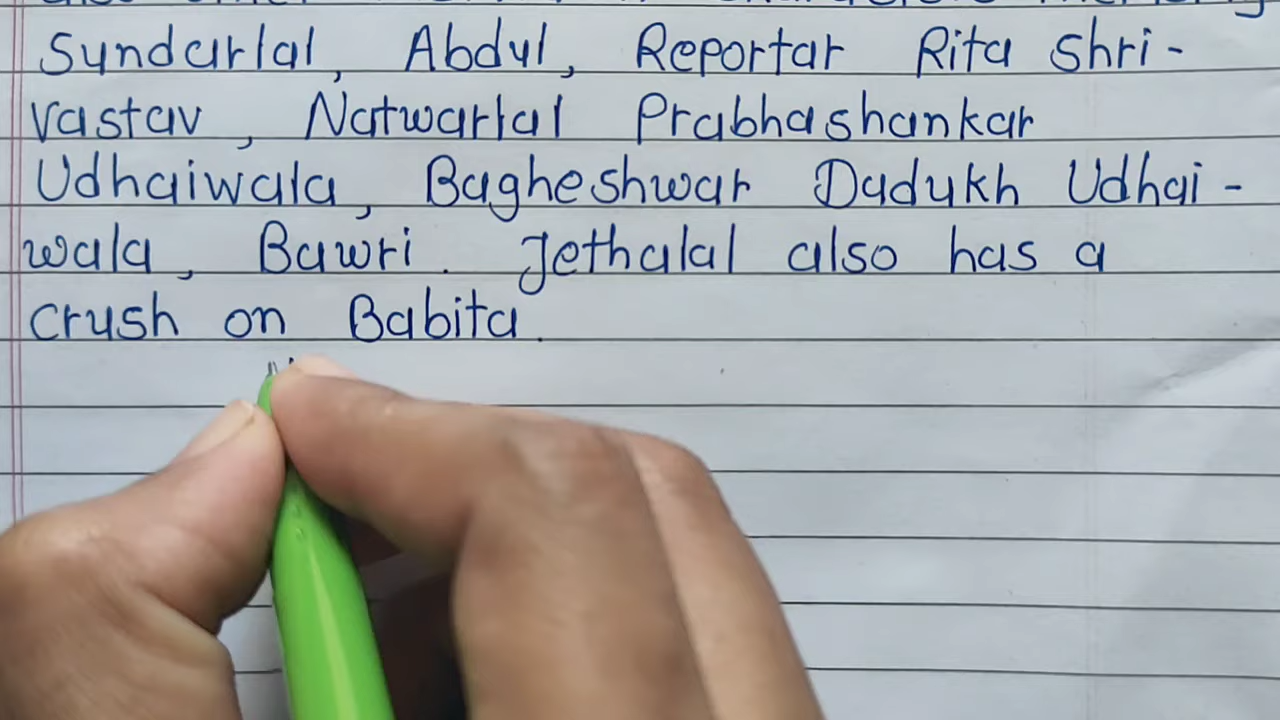 Sundarlal, Abdul, Reportar Rita Shri-
vastav, Natwarlal Prabhashankar
Udhaiwala, Bagheshwar Dadukh Udhai-
wala, Bawri. Jethalal also has a
crush on Babita.